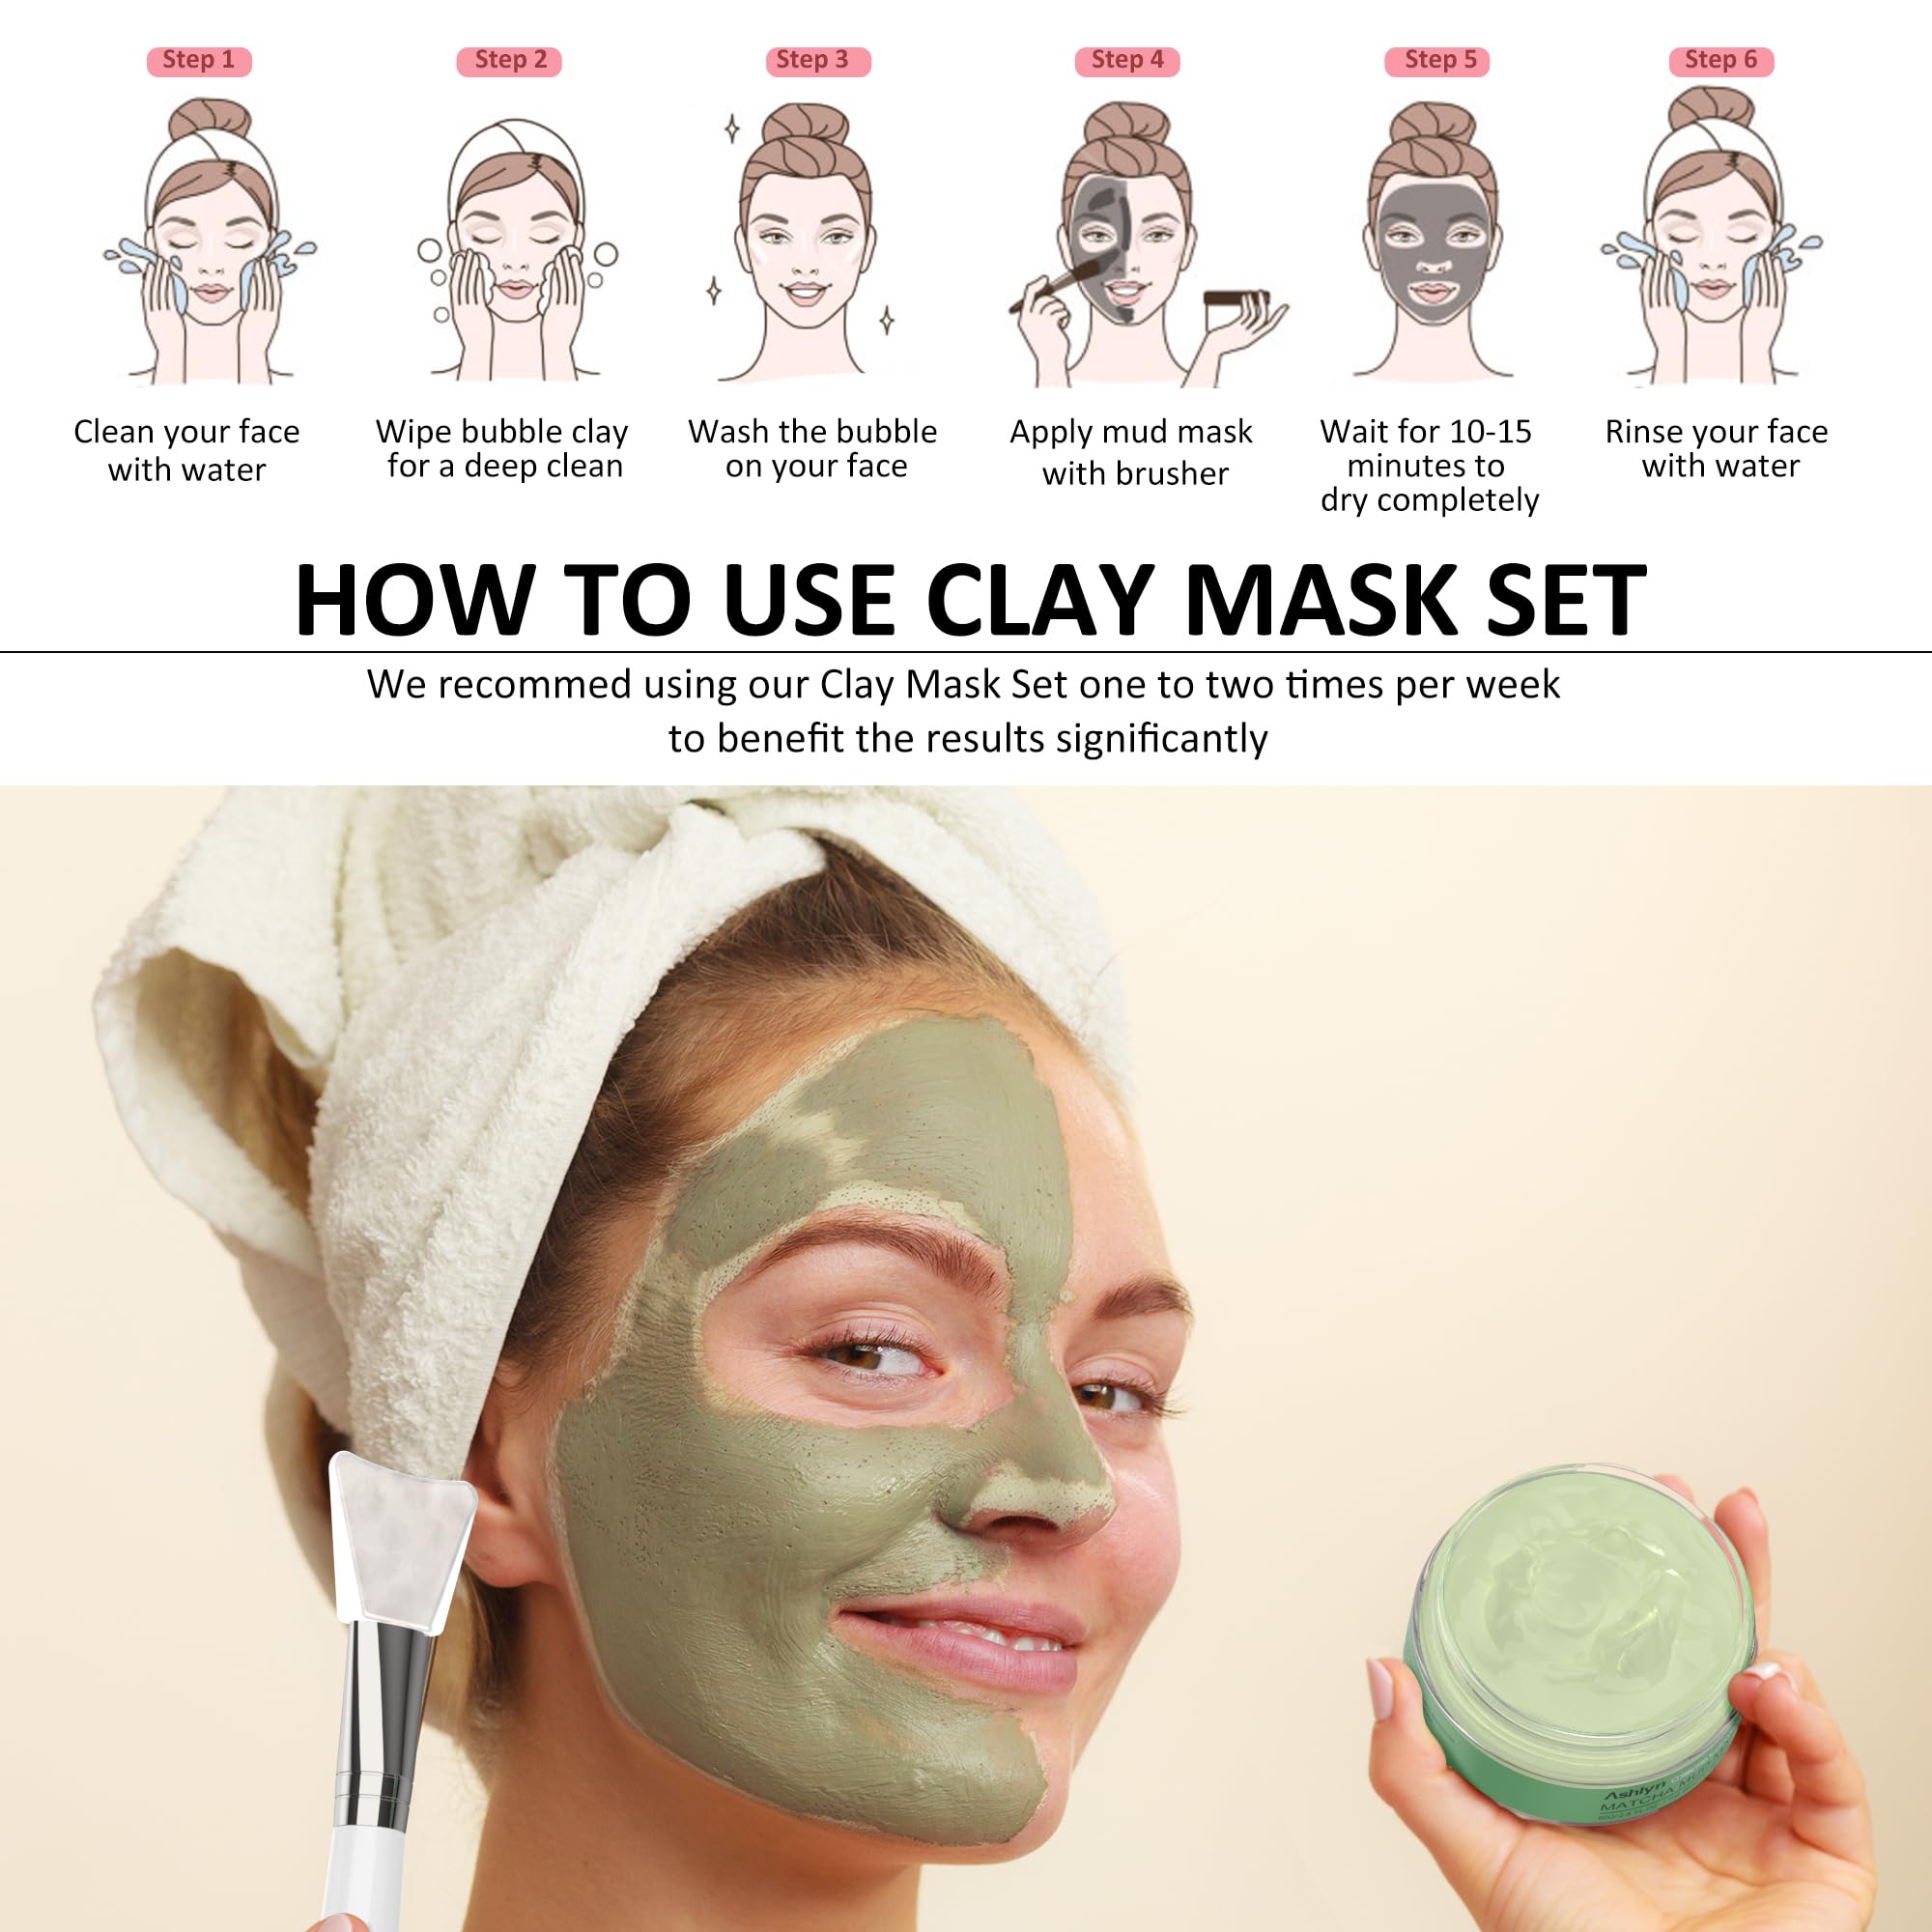 Step 1
Step 2
Step 3
Step 4
Step 5
Step 6
Clean your face
with water
Wipe bubble clay
for a deep clean
Wash the bubble
on your face
Apply mud mask
with brusher
Wait for 10-15
minutes to
dry completely
Rinse your face
with water
HOW TO USE CLAY MASK SET
We recommed using our Clay Mask Set one to two times per week
to benefit the results significantly
Ashlyn
MATCHA MUD